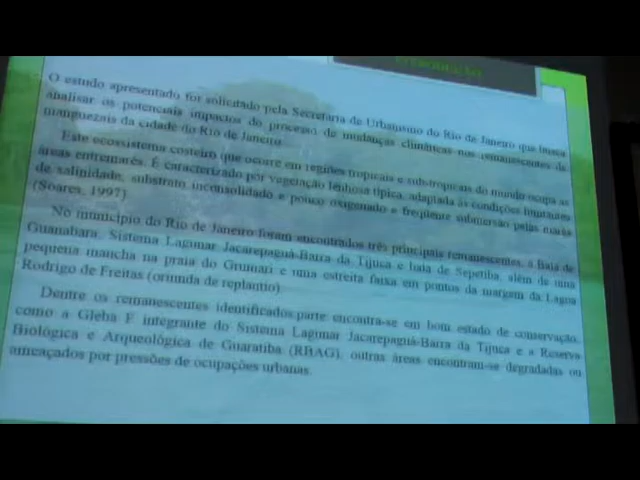 INTRODUÇÃO
O estudo apresentado foi solicitado pela Secretaria de Urbanismo do Rio de Janeiro que busca
analisar os potenciais impactos do processo de mudanças climáticas nos remanescentes de
manguezais da cidade do Rio de Janeiro.
Este ecossistema costeiro que ocorre em regiões tropicais e subtropicais do mundo ocupa as
áreas entremarés. É caracterizado por vegetação lenhosa típica, adaptada às condições limitantes
de salinidade, substrato inconsolidado e pouco oxigenado e freqüente submersão pelas marés
(Soares, 1997)
No município do Rio de Janeiro foram encontrados três principais remanescentes, a Baía de
Guanabara, Sistema Lagunar Jacarepaguá-Barra da Tijuca e baía de Sepetiba, além de uma
pequena mancha na praia do Grumari e uma estreita faixa em pontos da margem da Lagoa
Rodrigo de Freitas (oriunda de replantio)
Dentre os remanescentes identificados parte encontra-se em bom estado de conservação,
como a Gleba F integrante do Sistema Lagunar Jacarepaguá-Barra da Tijuca e a Reserva
Biológica e Arqueológica de Guaratiba (RBAG), outras áreas encontram-se degradadas ou
ameaçados por pressões de ocupações urbanas.